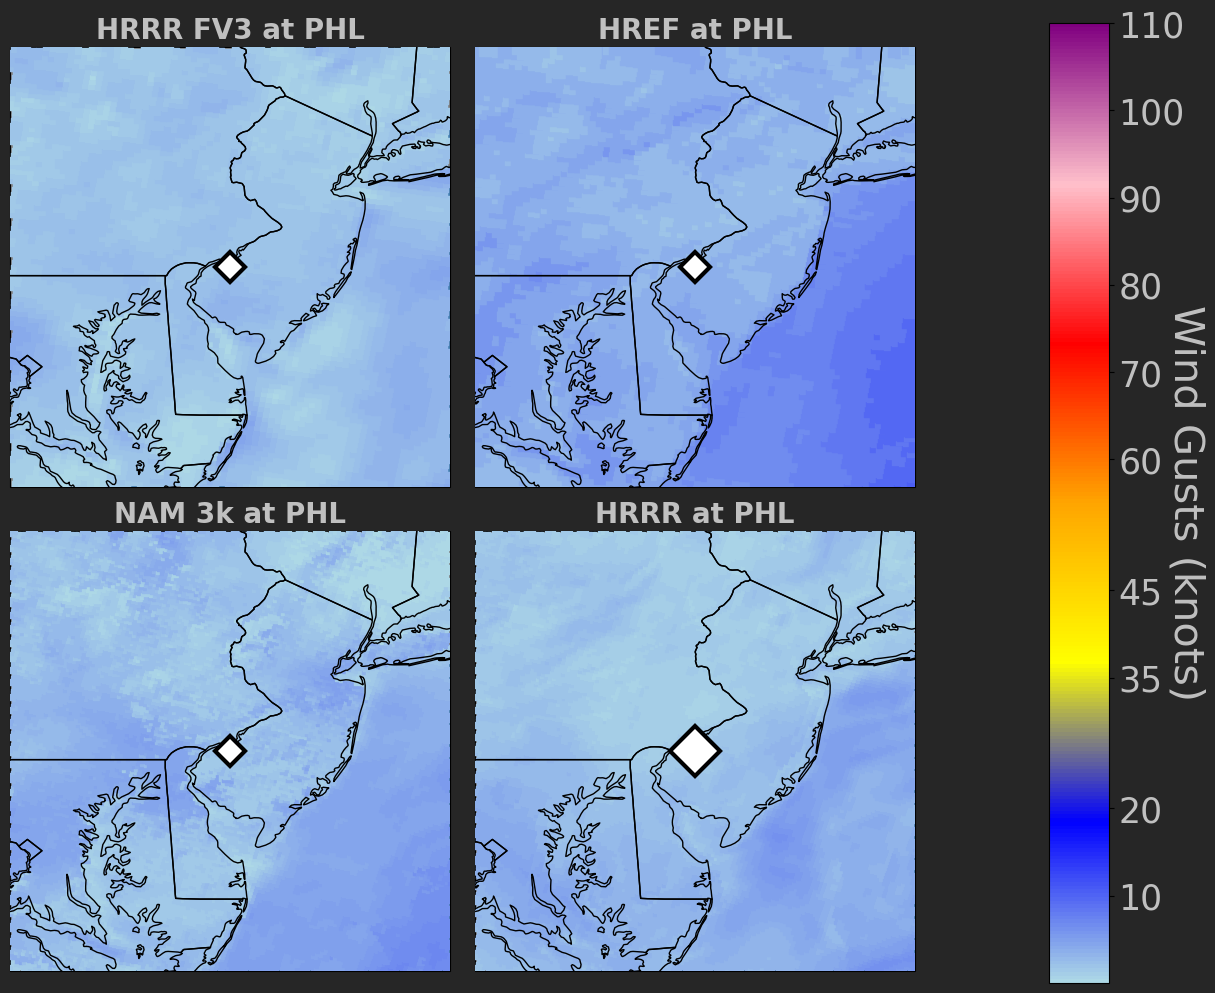 HRRR FV3 at PHL
HREF at PHL
NAM 3k at PHL
HRRR at PHL
110
100
90
80
70
60
45
35
20
10
Wind Gusts (knots)